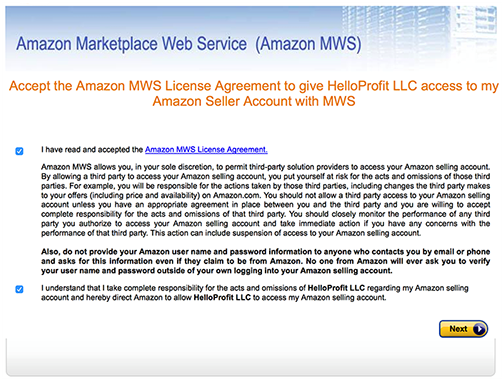 Amazon Marketplace Web Service (Amazon MWS)
Accept the Amazon MWS License Agreement to give HelloProfit LLC access to my
Amazon Seller Account with MWS
I have read and accepted the Amazon MWS License Agreement.
Amazon MWS allows you, in your sole discretion, to permit third-party solution providers to access your Amazon selling account.
By allowing a third party to access your Amazon selling account, you put yourself at risk for the acts and omissions of those third
parties. For example, you will be responsible for the actions taken by those third parties, including changes the third party makes
to your offers (including price and availability) on Amazon.com. You should not allow a third party access to your Amazon selling
account unless you have an appropriate agreement in place between you and the third party and you are willing to accept
complete responsibility for the acts and omissions of that third party. You should closely monitor the performance of any third
party you authorize to access your Amazon selling account and take immediate action if you have any concerns with the
performance of that third party. This action can include suspension of access to your Amazon selling account.
Also, do not provide your Amazon user name and password information to anyone who contacts you by email or phone
and asks for this information even if they claim to be from Amazon. No one from Amazon will ever ask you to verify
your user name and password outside of your own logging into your Amazon selling account.
I understand that I take complete responsibility for the acts and omissions of HelloProfit LLC regarding my Amazon selling
account and hereby direct Amazon to allow HelloProfit LLC to access my Amazon selling account.
Next